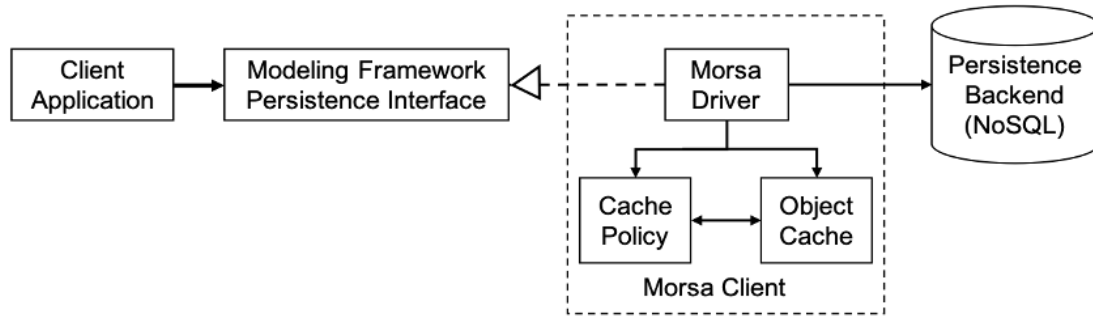 Client
Application
Modeling Framework
Persistence Interface
Morsa
Driver
Persistence
Backend
(NoSQL)
Cache
Policy
Object
Cache
Morsa Client